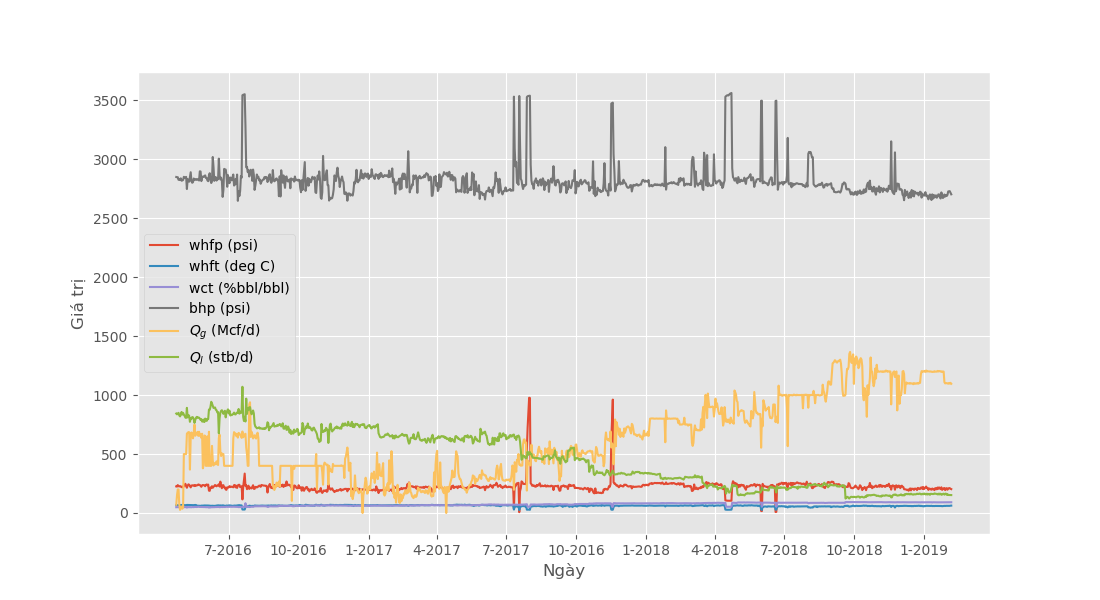 3500
3000
2500
2000
1500
1000
500
0
Giá trị
whfp (psi)
whft (deg C)
wct (%bbl/bbl)
bhp (psi)
Qg (Mcf/d)
Ql (stb/d)
7-2016 10-2016 1-2017 4-2017 7-2017 10-2016 1-2018 4-2018 7-2018 10-2018 1-2019
Ngày